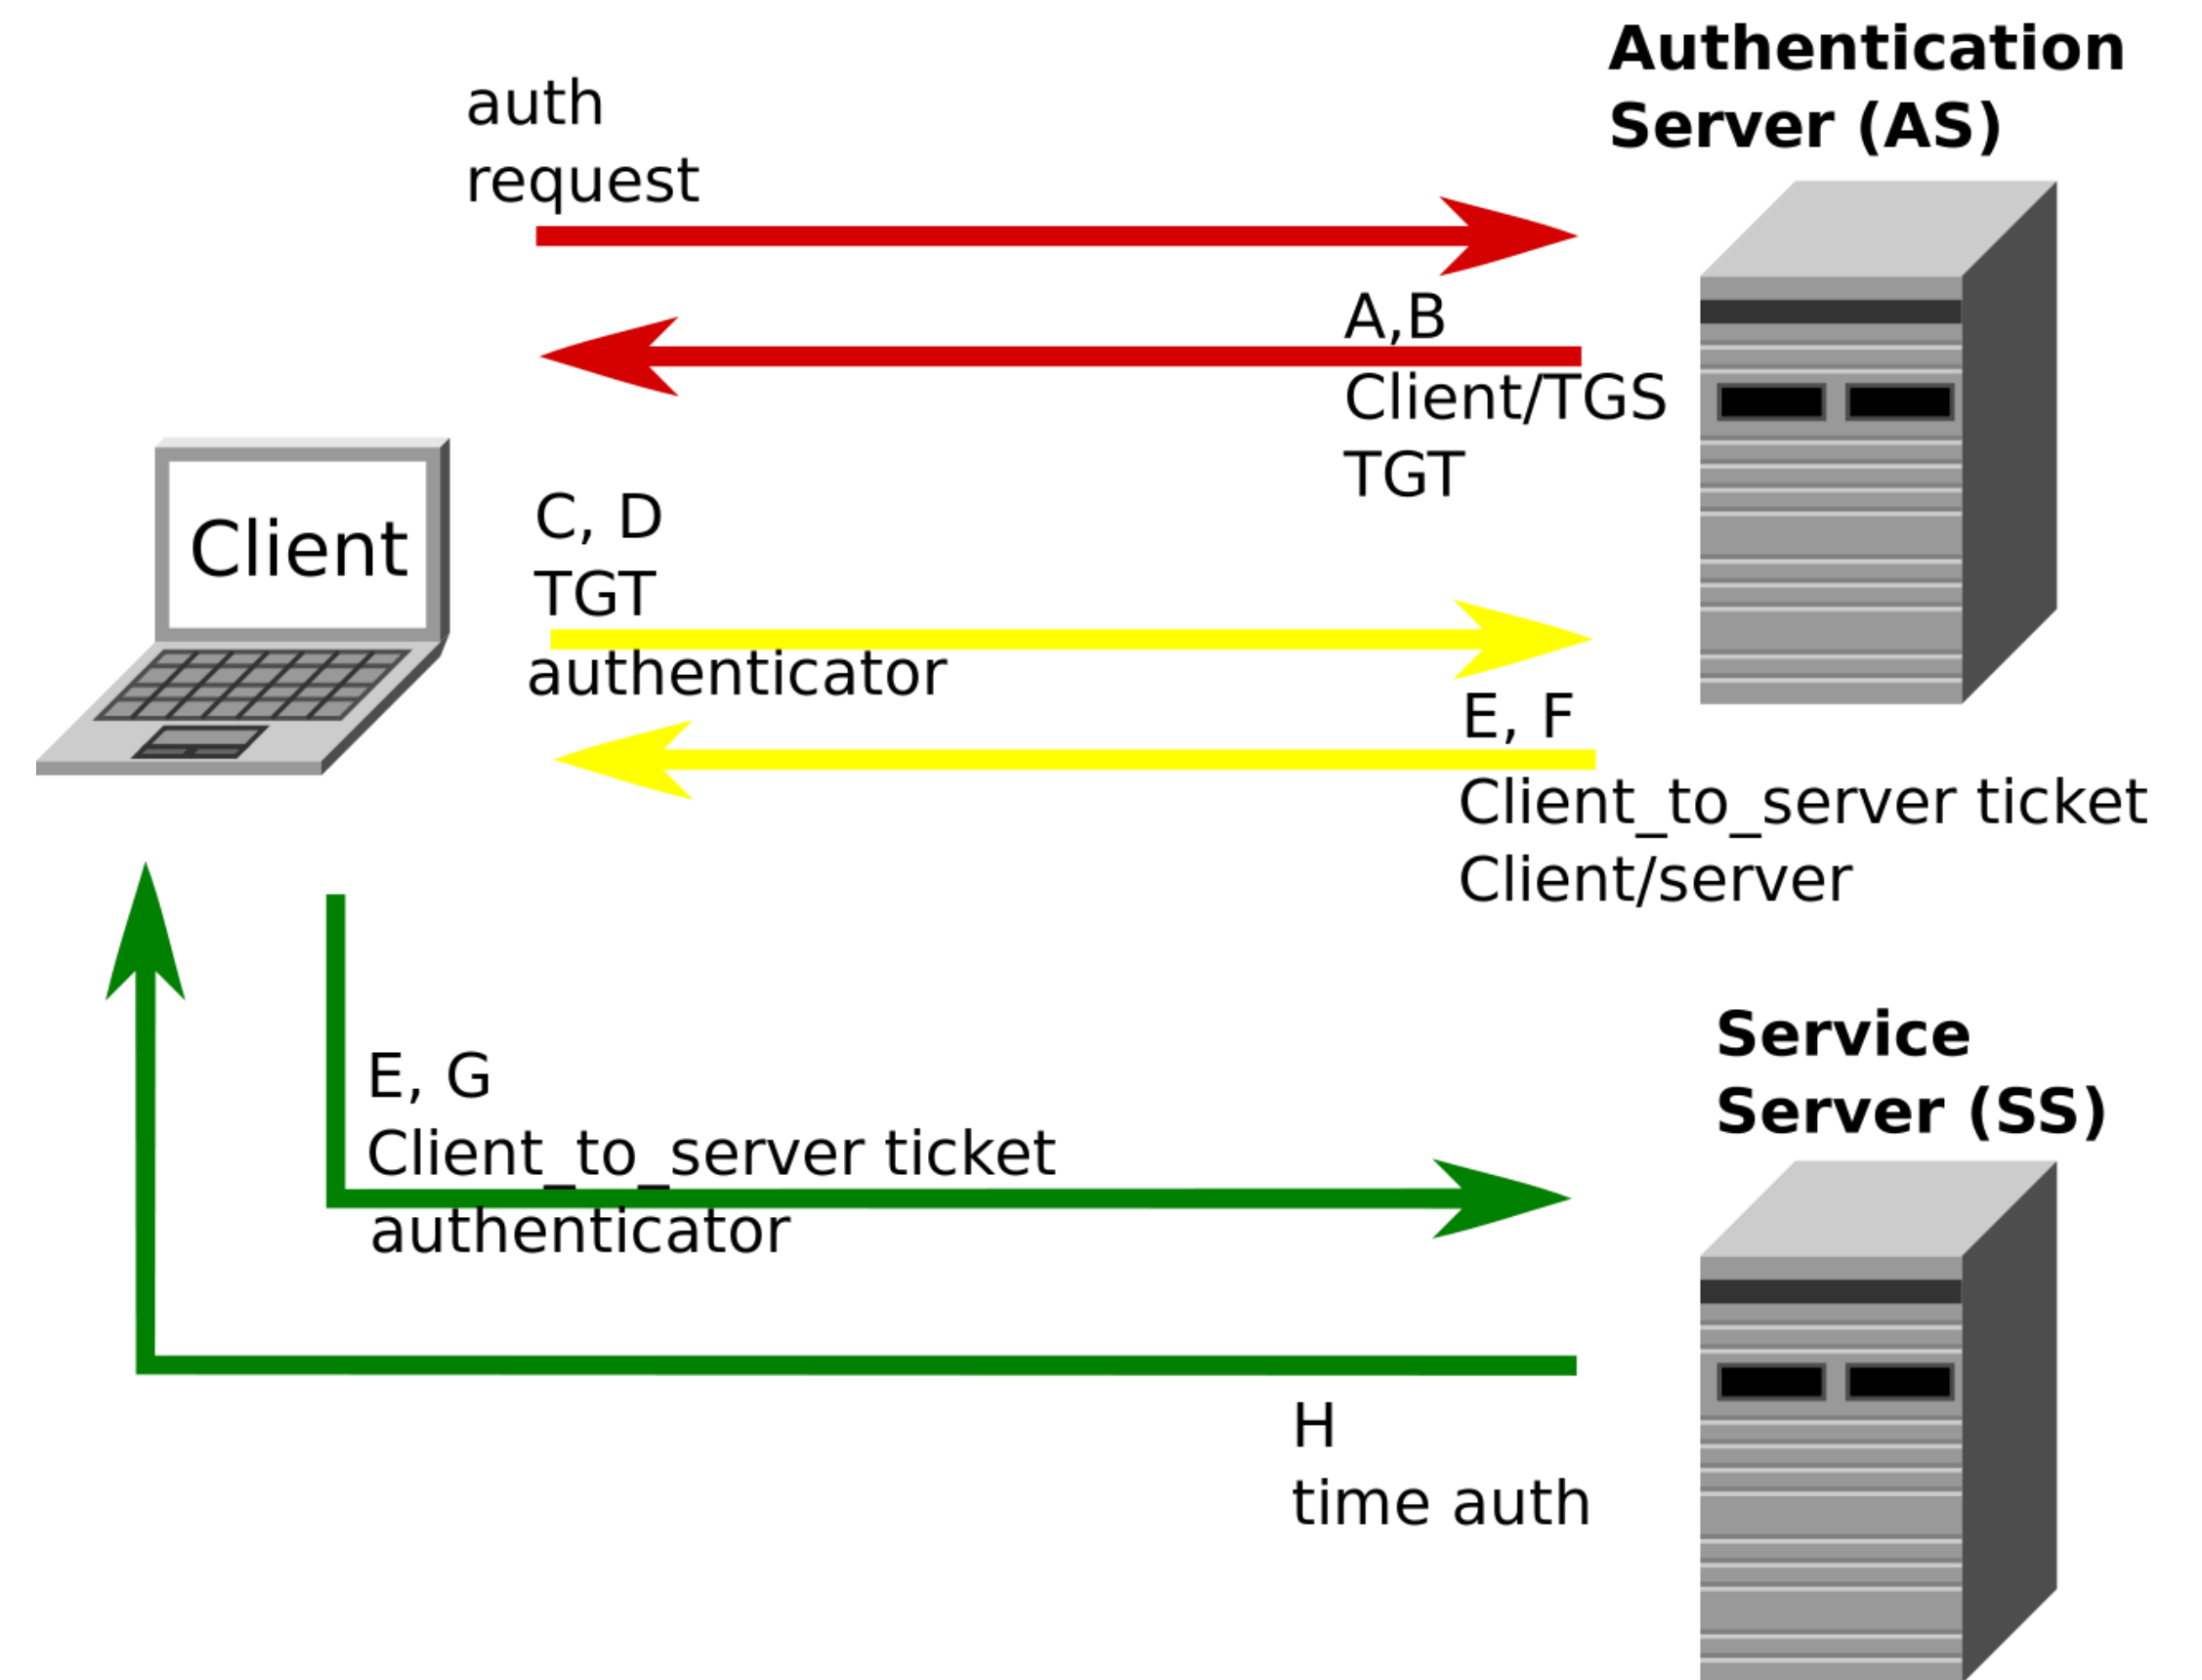 Authentication
Server (AS)
auth
request
A,B
Client/TGS
TGT
Client
C, D
TGT
authenticator
E, F
Client_to_server ticket
Client/server
Service
Server (SS)
E, G
Client_to_server ticket
authenticator
H
time auth